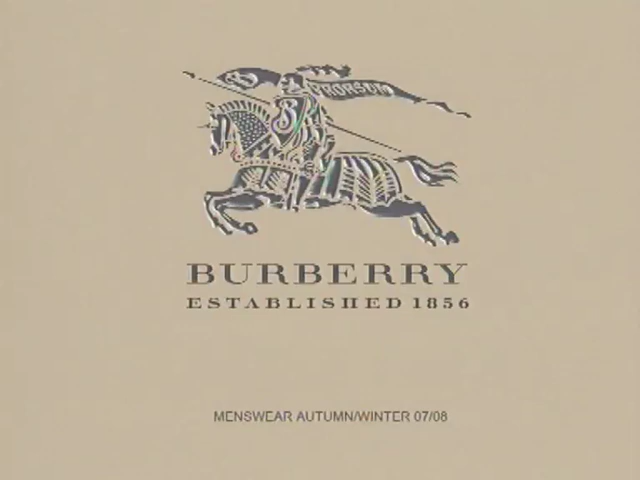 PRORSUM
B
BURBERRY
ESTABLISHED 1856
MENSWEAR AUTUMN/WINTER 07/08